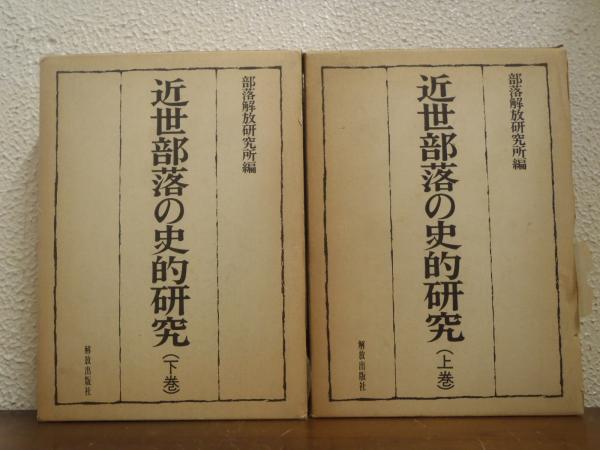 部落解放研究所編
近世部落の史的研究(上巻)
解放出版社
部落解放研究所編
近世部落の史的研究(下巻)
解放出版社